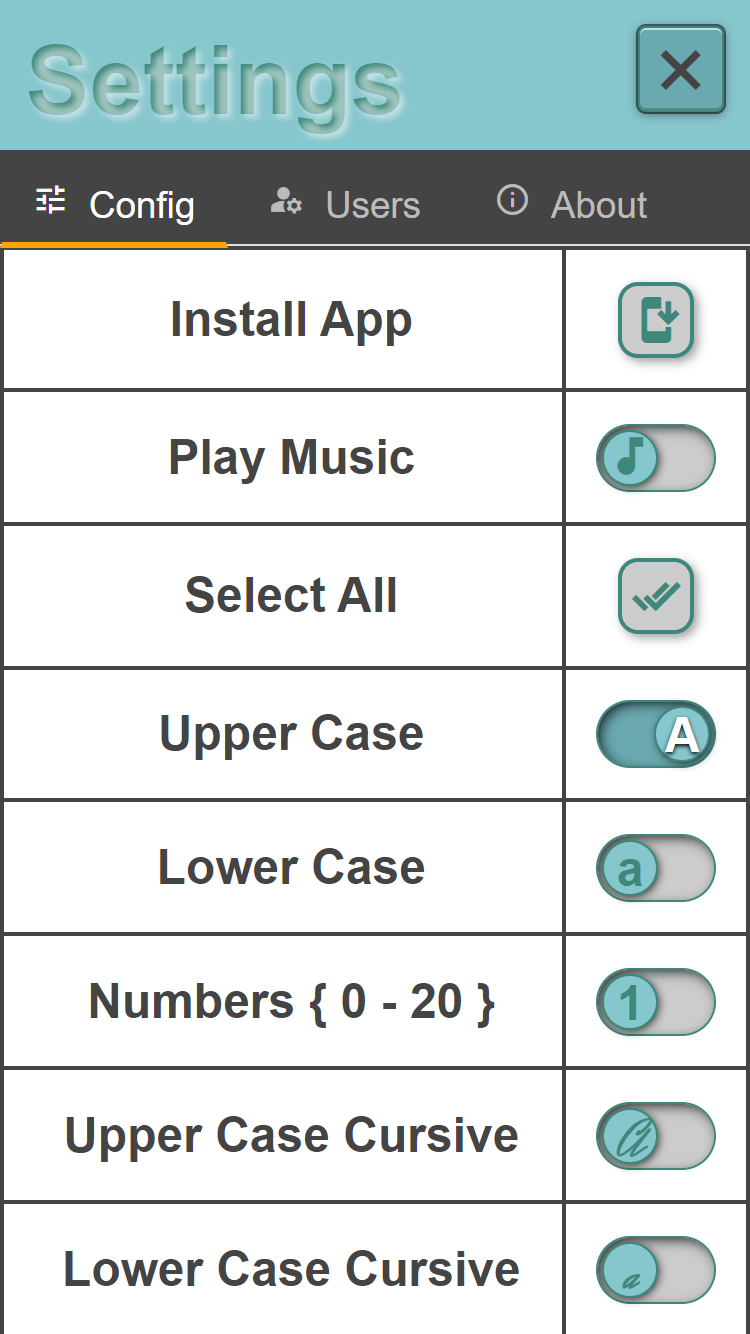 Settings
Config Users About
Install App
Play Music
Select All
Upper Case A
Lower Case a
Numbers { 0 - 20 } 1
Upper Case Cursive a
Lower Case Cursive a